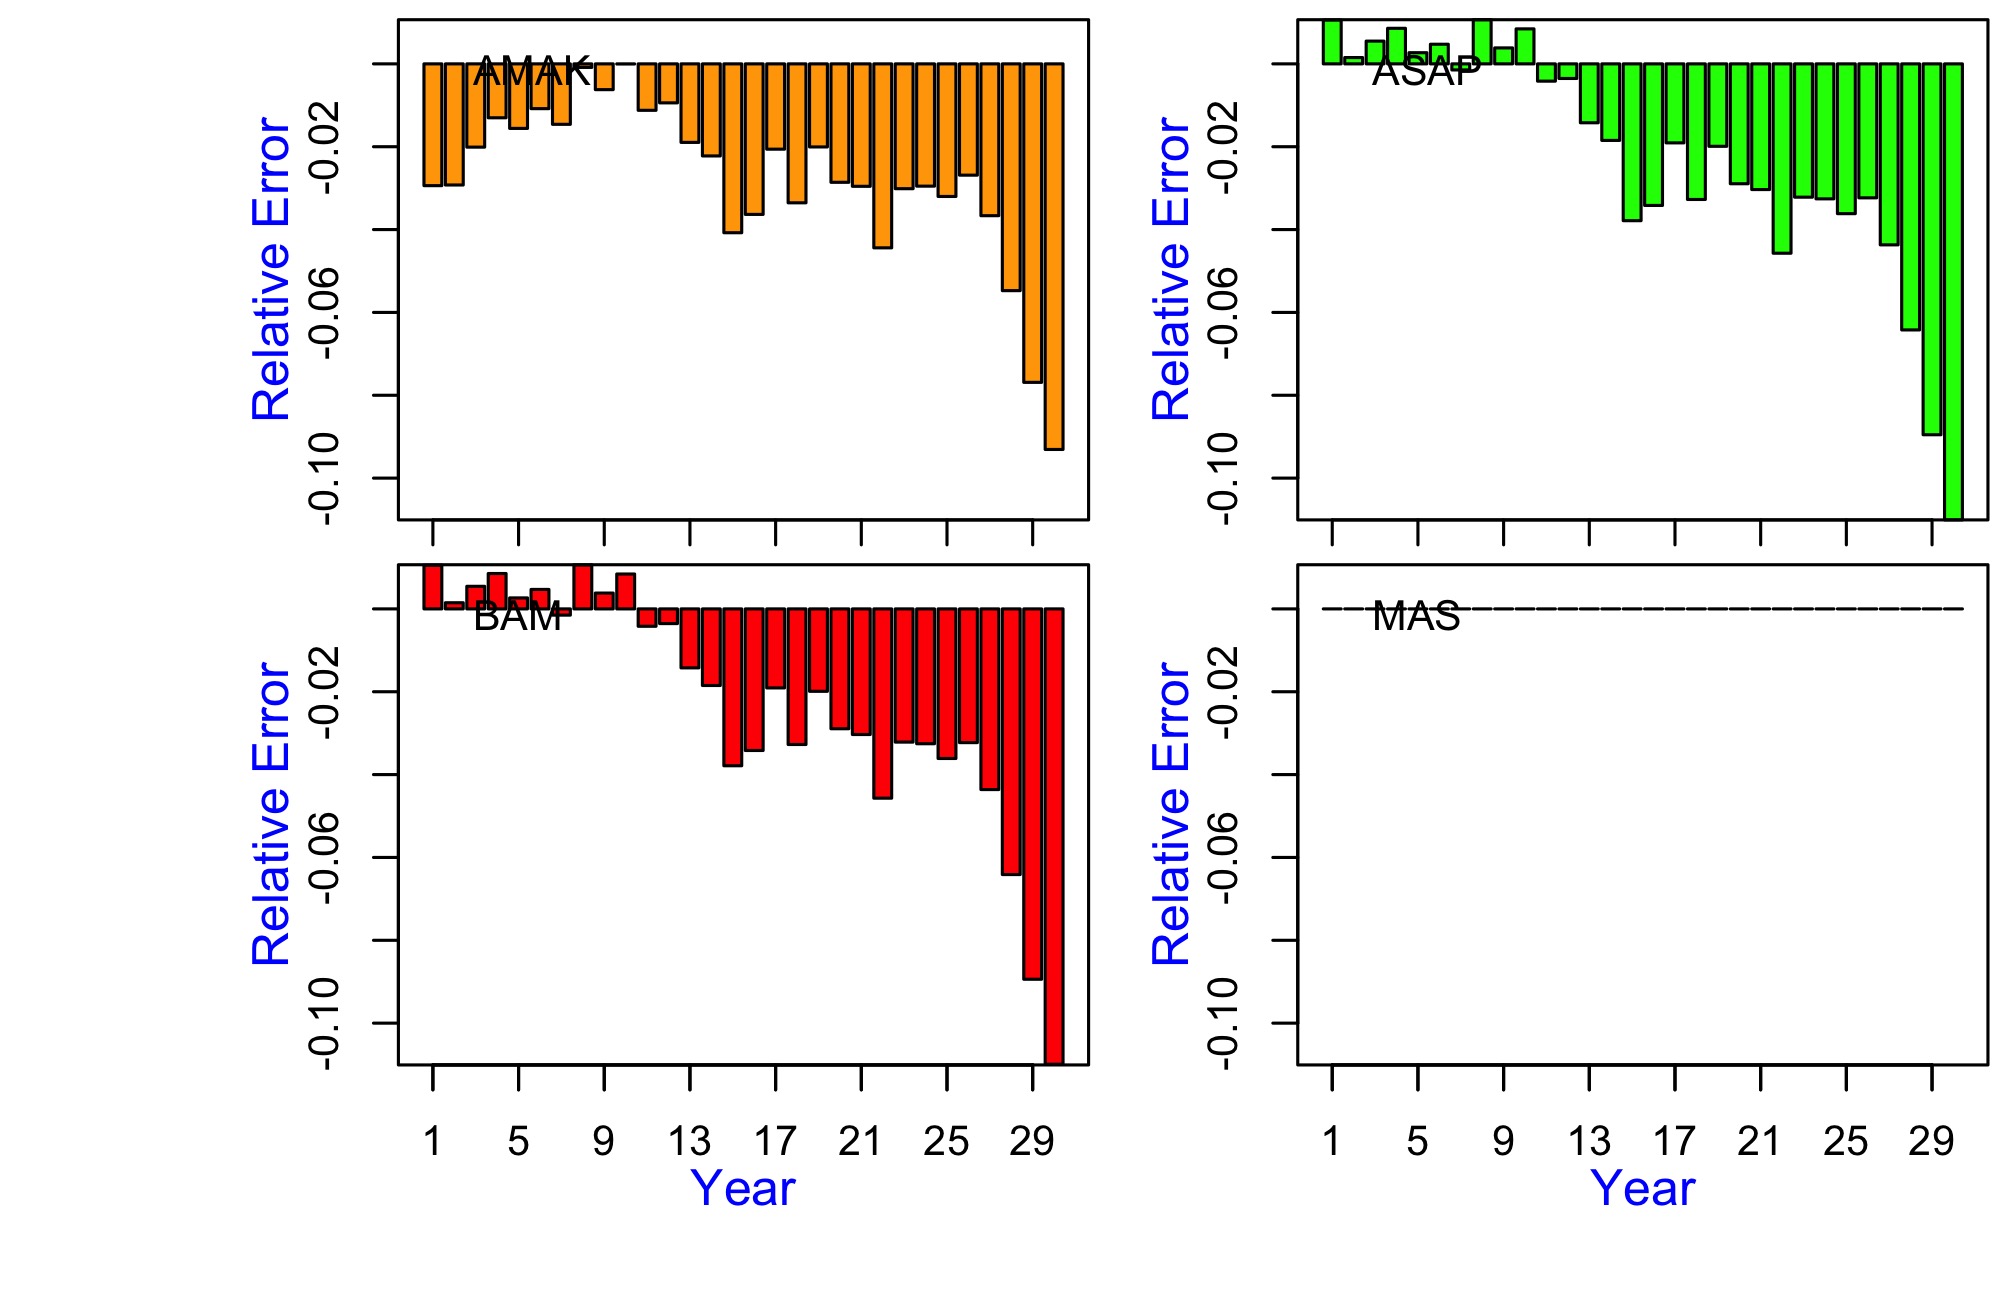 AMAK
Relative Error
-0.02
-0.06
-0.10
ASAP
Relative Error
-0.02
-0.06
-0.10
BAM
Relative Error
-0.02
-0.06
-0.10
1 5 9 13 17 21 25 29
Year
MAS
Relative Error
-0.02
-0.06
-0.10
1 5 9 13 17 21 25 29
Year